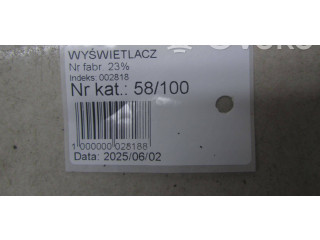 WYŚWIETLACZ
Nr fabr. 23%
Indeks: 002818
Nr kat.: 58/100
1 000000 028188
Data: 2025/06/02